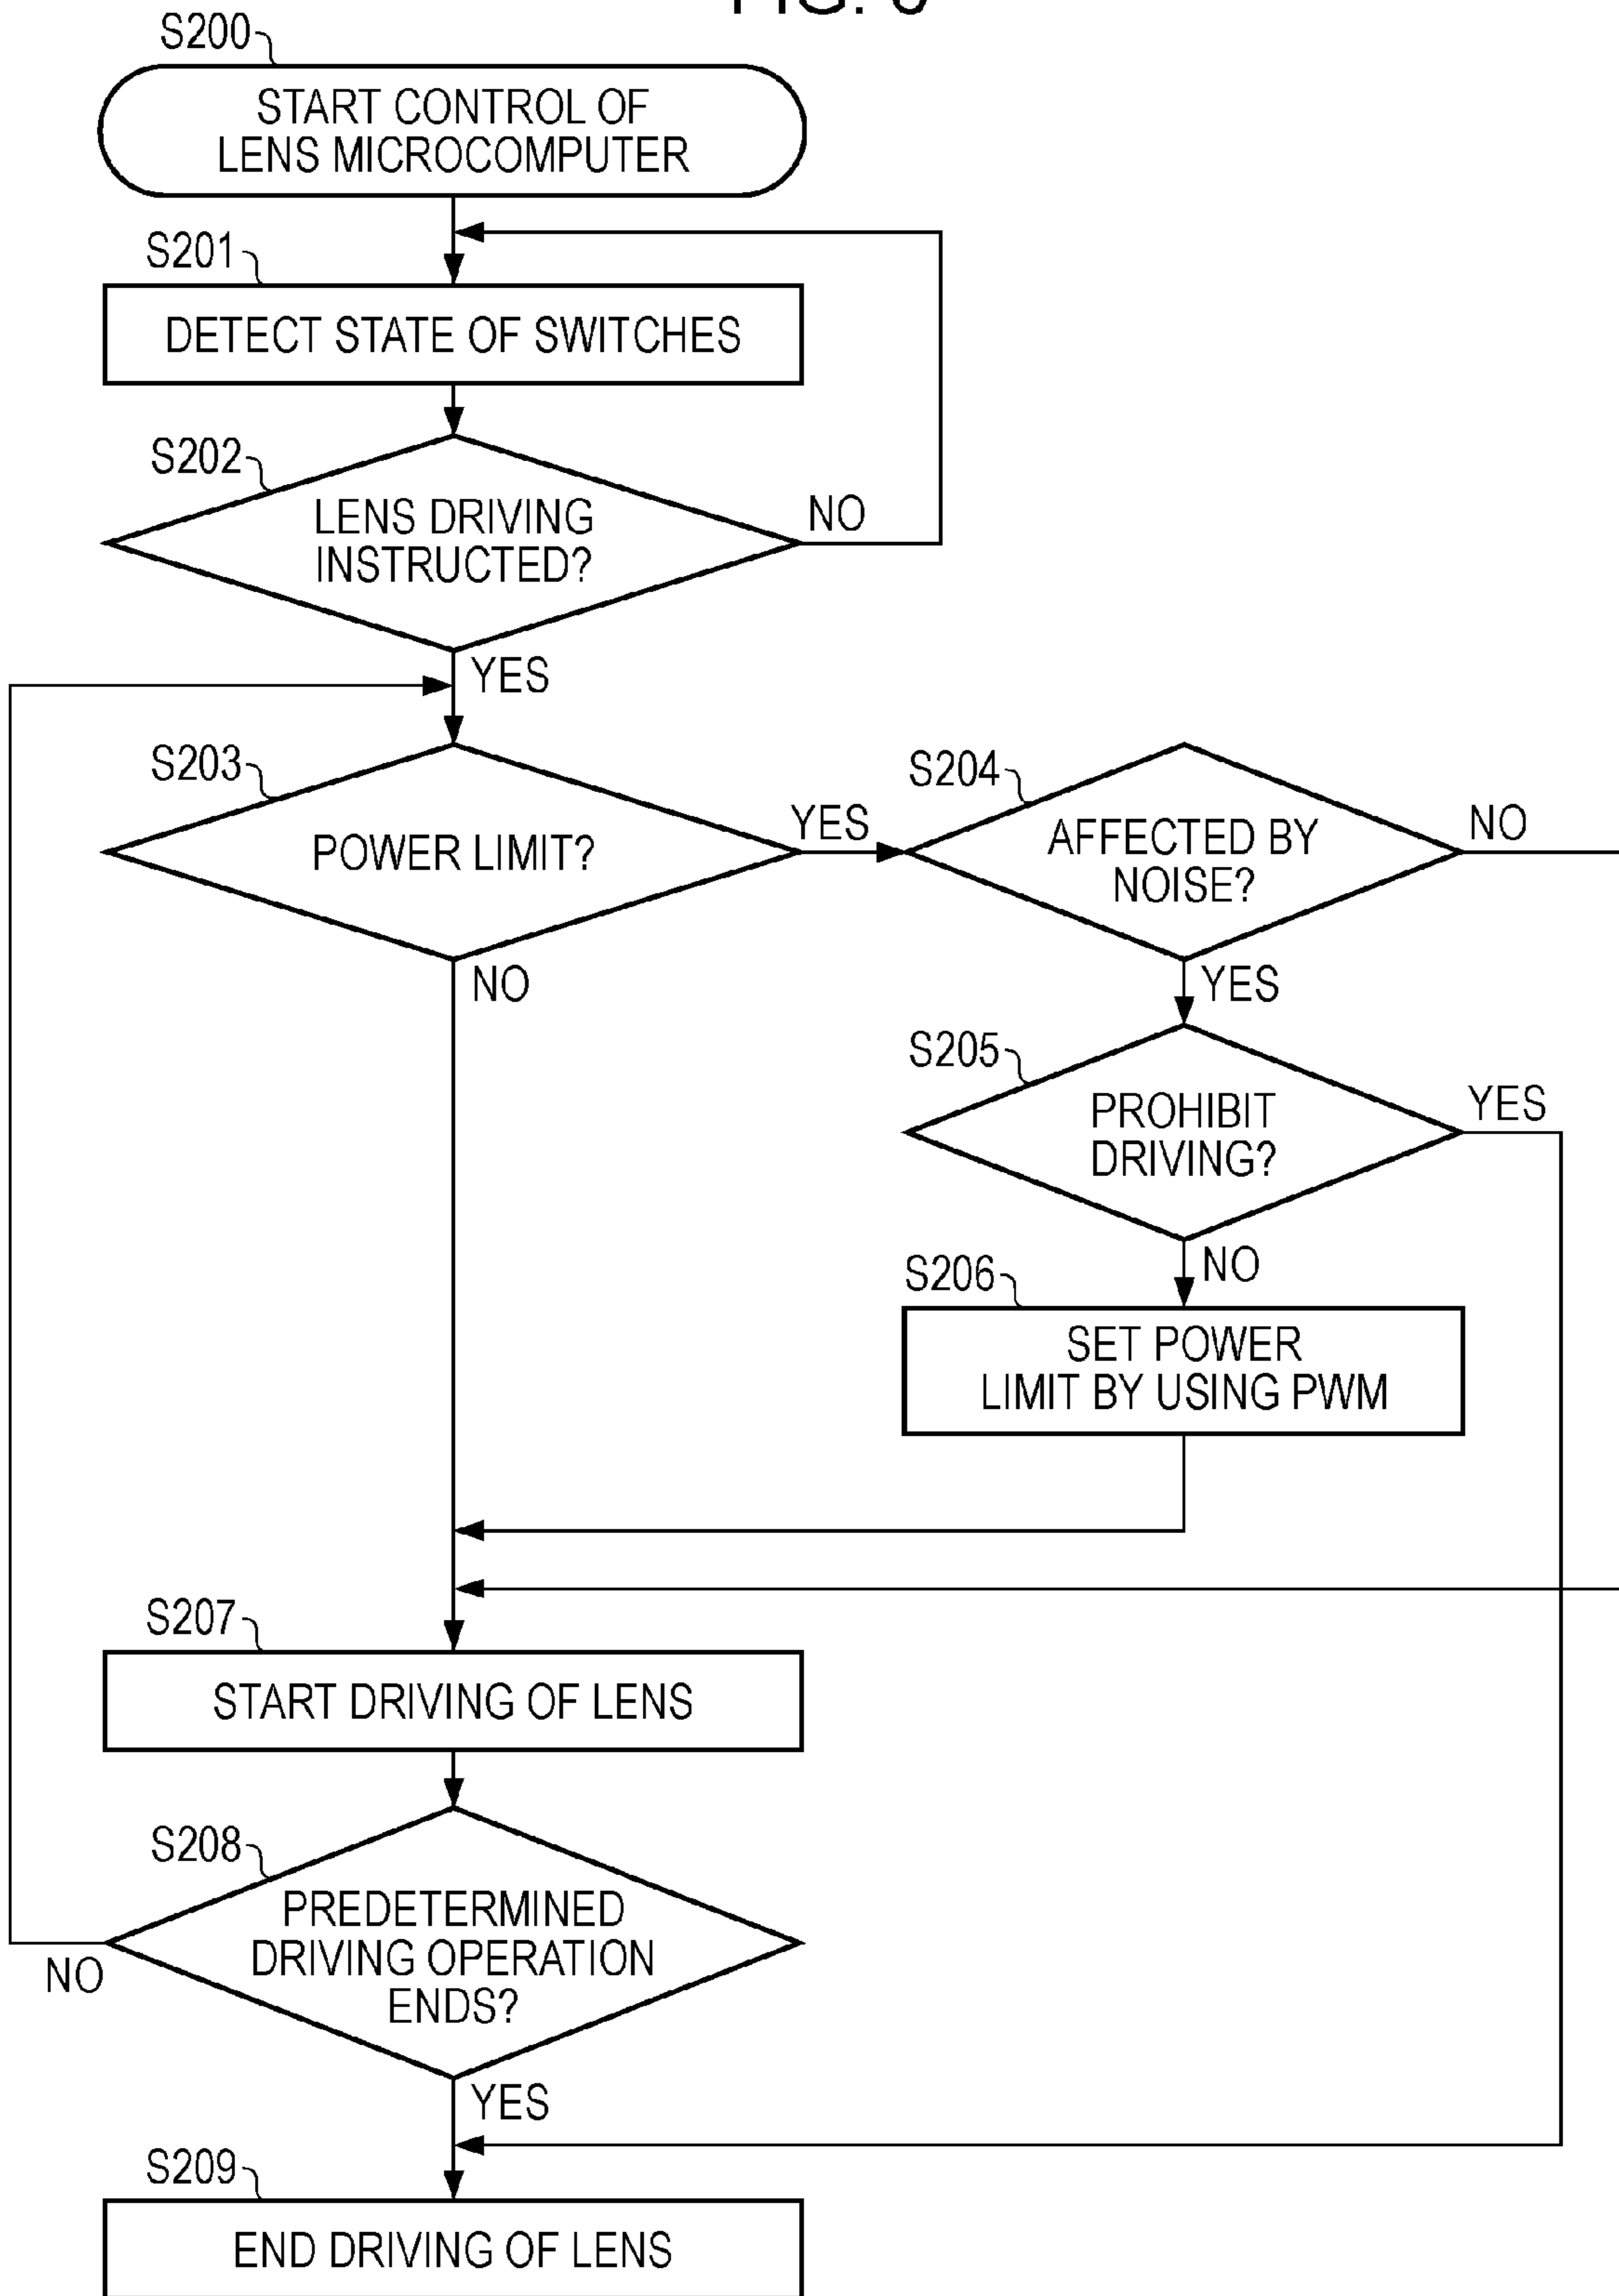 S200
START CONTROL OF
LENS MICROCOMPUTER
S201
DETECT STATE OF SWITCHES
S202
LENS DRIVING
INSTRUCTED?
NO
YES
S203
POWER LIMIT?
YES
NO
S204
AFFECTED BY
NOISE?
NO
YES
S205
PROHIBIT
DRIVING?
YES
NO
S206
SET POWER
LIMIT BY USING PWM
S207
START DRIVING OF LENS
S208
PREDETERMINED
DRIVING OPERATION
ENDS?
NO
YES
S209
END DRIVING OF LENS